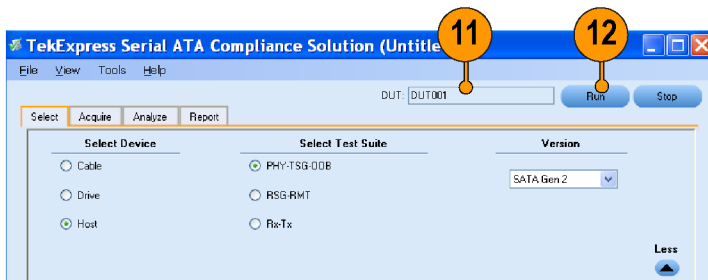 TekExpress Serial ATA Compliance Solution (Untitle
11
12
File View Tools Help
DUT: DUT001
Run
Stop
Select Acquire Analyze Report
Select Device
Select Test Suite
Version
Cable
PHY-TSG-OOB
SATA Gen 2
Drive
RSG-RMT
Host
Rx-Tx
Less